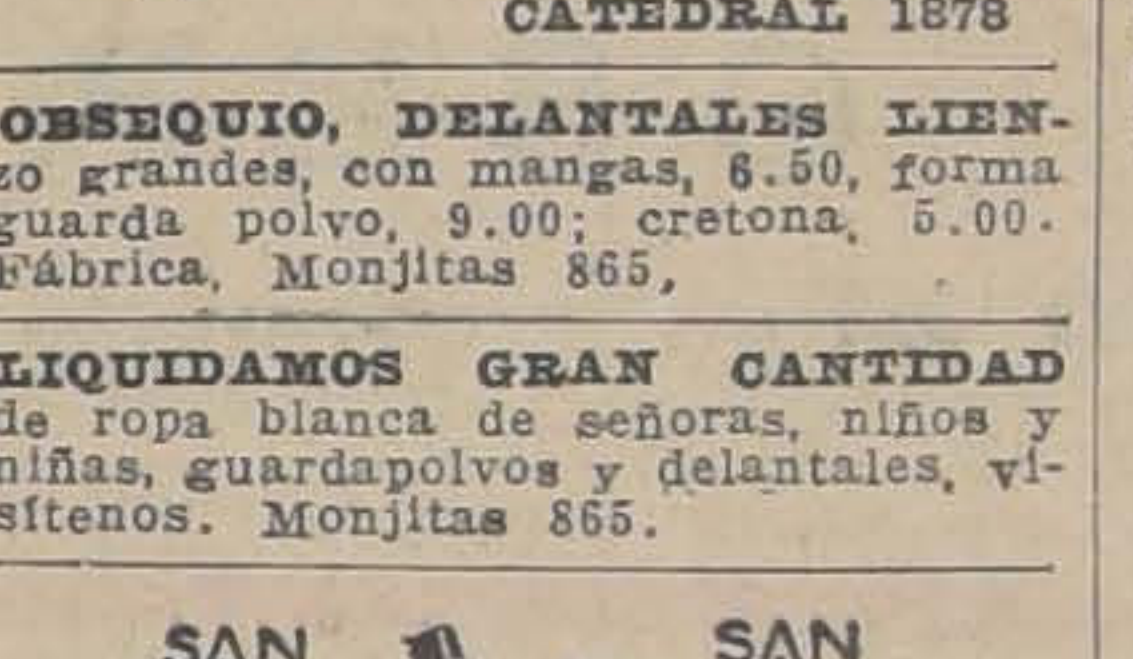 CATEDRAL 1878
OBSEQUIO, DELANTALES LIEN-
zo grandes, con mangas, 6.50, forma
guarda polvo, 9.00; cretona, 5.00.
Fábrica, Monjitas 865,
LIQUIDAMOS GRAN CANTIDAD
de ropa blanca de señoras, niños y
niñas, guardapolvos y delantales, ví-
sítenos. Monjitas 865.
SAN SAN